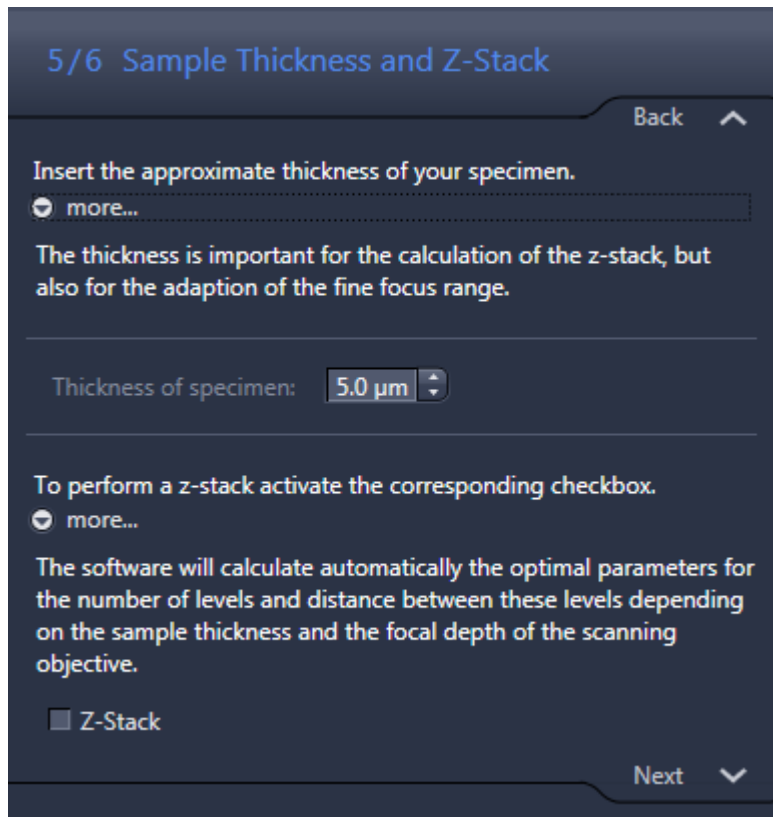 5/6 Sample Thickness and Z-Stack
Back
Insert the approximate thickness of your specimen.
more...
The thickness is important for the calculation of the z-stack, but
also for the adaption of the fine focus range.
Thickness of specimen: 5.0 µm
To perform a z-stack activate the corresponding checkbox.
more...
The software will calculate automatically the optimal parameters for
the number of levels and distance between these levels depending
on the sample thickness and the focal depth of the scanning
objective.
Z-Stack
Next